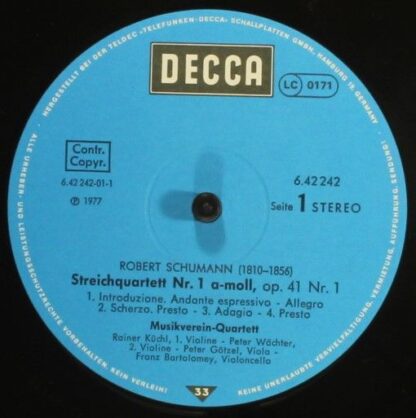 HERGESTELLT BEI DER TELDEC »TELEFUNKEN-DECCA« SCHALLPLATTEN GMBH, HAMBURG 19 GERMANY
DECCA
LC 0171
Contr.
Copyr.
6.42 242-01-1
Ⓟ 1977
6.42 242
Seite 1 STEREO
ROBERT SCHUMANN (1810–1856)
Streichquartett Nr. 1 a-moll, op. 41 Nr. 1
1. Introduzione. Andante espressivo - Allegro
2. Scherzo. Presto - 3. Adagio - 4. Presto
Musikverein-Quartett
Rainer Küchl, 1. Violine - Peter Wächter,
2. Violine - Peter Götzel, Viola -
Franz Bartolomey, Violoncello
33
ALLE URHEBER- UND LEISTUNGSSCHUTZRECHTE VORBEHALTEN. KEIN VERLEIH!
KEINE UNERLAUBTE VERVIELFÄLTIGUNG, VERMIETUNG, AUFFÜHRUNG, SENDUNG!